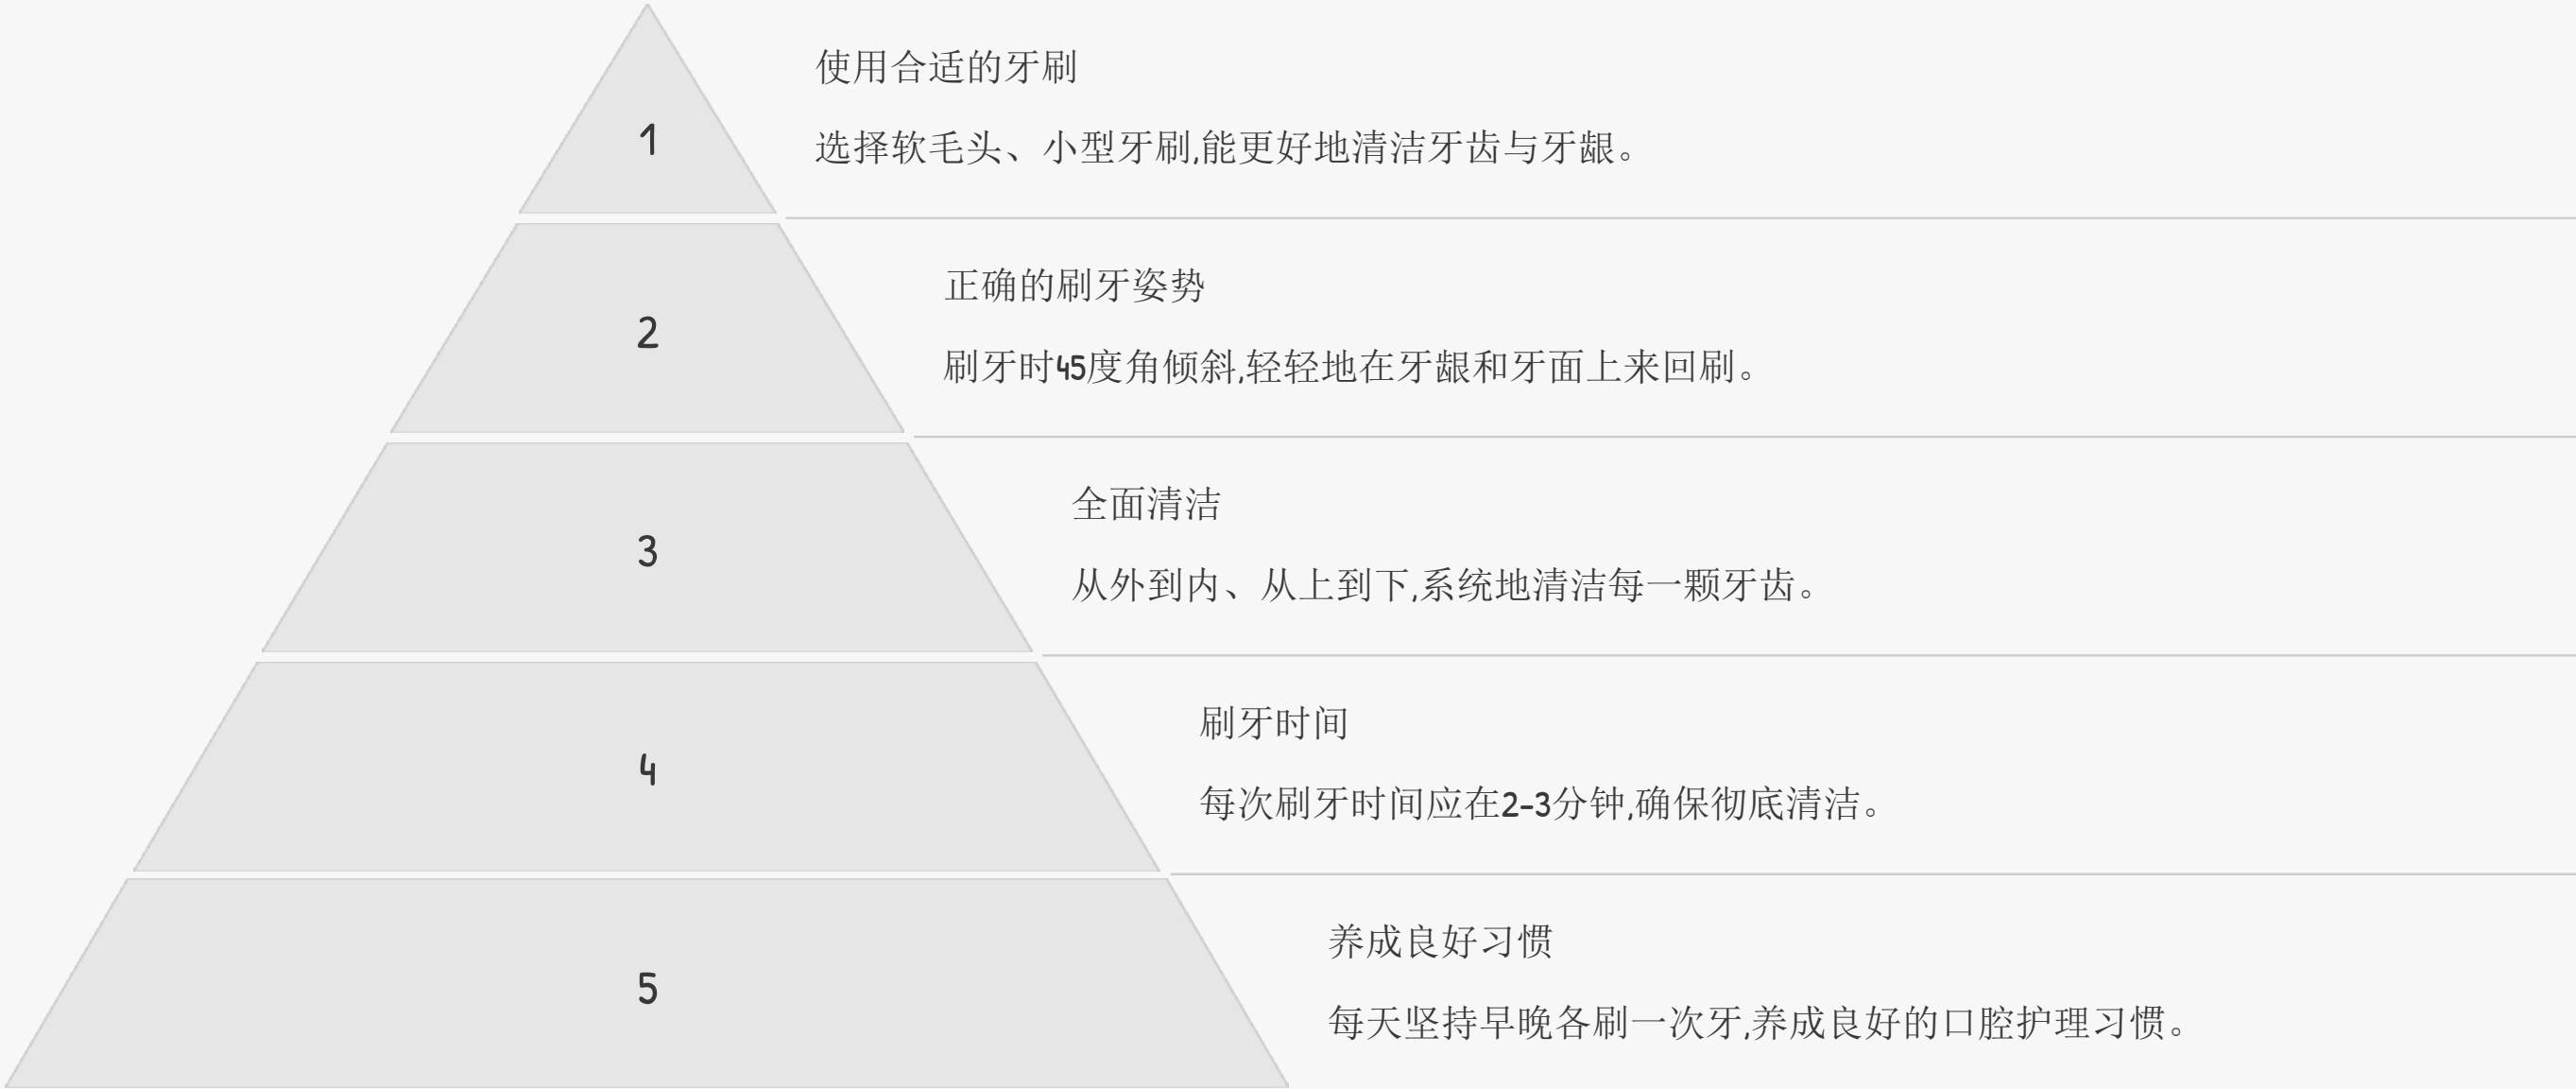 1
使用合适的牙刷
选择软毛头、小型牙刷,能更好地清洁牙齿与牙龈。
2
正确的刷牙姿势
刷牙时45度角倾斜,轻轻地在牙龈和牙面上来回刷。
3
全面清洁
从外到内、从上到下,系统地清洁每一颗牙齿。
4
刷牙时间
每次刷牙时间应在2-3分钟,确保彻底清洁。
5
养成良好习惯
每天坚持早晚各刷一次牙,养成良好的口腔护理习惯。